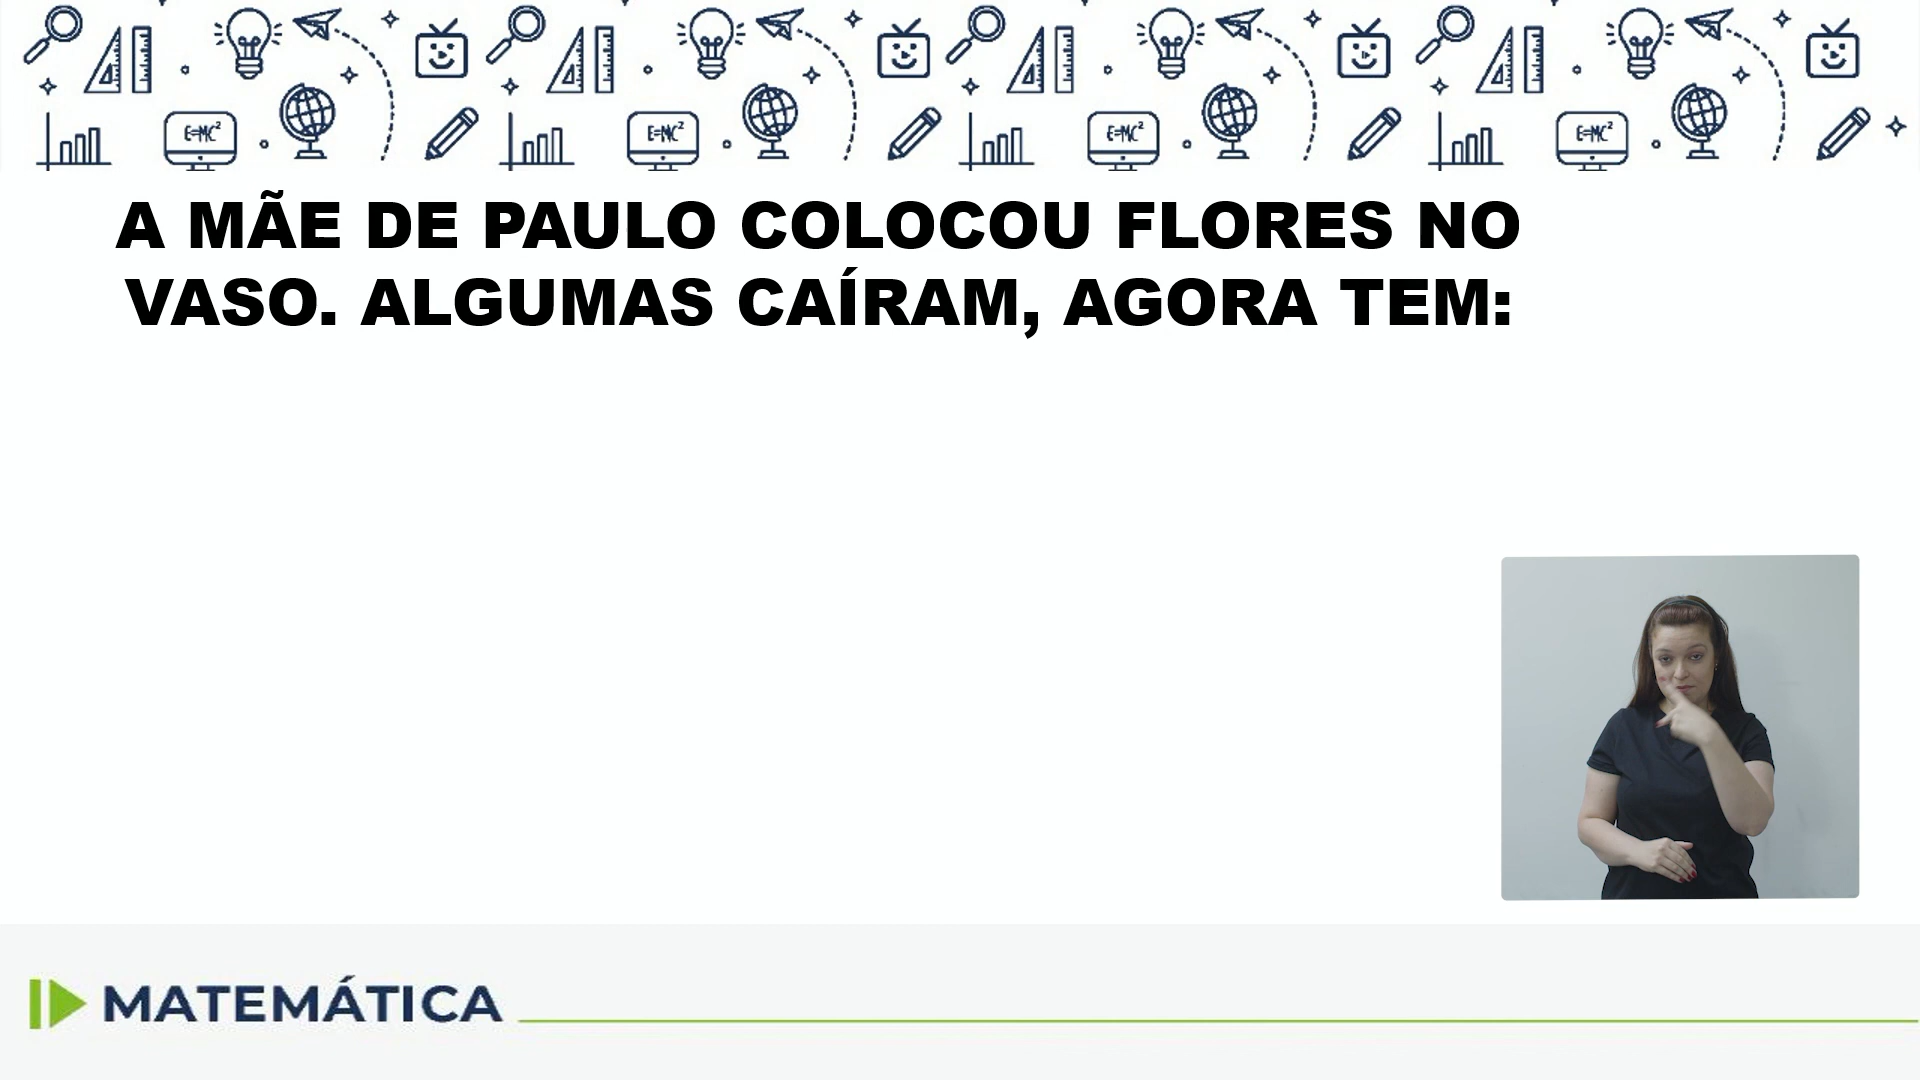 E=MC² E=MC² E=MC² E=MC²
A MÃE DE PAULO COLOCOU FLORES NO
VASO. ALGUMAS CAÍRAM, AGORA TEM:
MATEMÁTICA